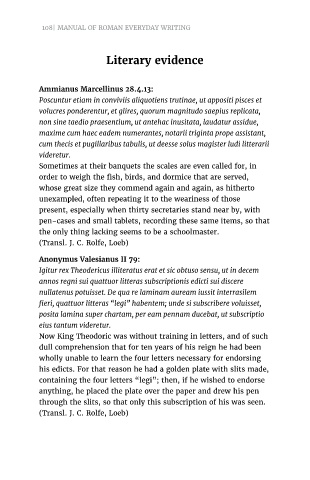 108| MANUAL OF ROMAN EVERYDAY WRITING
Literary evidence
Ammianus Marcellinus 28.4.13:
Poscuntur etiam in conviviis aliquotiens trutinae, ut appositi pisces et
volucres ponderentur, et glires, quorum magnitudo saepius replicata,
non sine taedio praesentium, ut antehac inusitata, laudatur assidue,
maxime cum haec eadem numerantes, notarii triginta prope assistant,
cum thecis et pugillaribus tabulis, ut deesse solus magister ludi litterarii
videretur.
Sometimes at their banquets the scales are even called for, in
order to weigh the fish, birds, and dormice that are served,
whose great size they commend again and again, as hitherto
unexampled, often repeating it to the weariness of those
present, especially when thirty secretaries stand near by, with
pen-cases and small tablets, recording these same items, so that
the only thing lacking seems to be a schoolmaster.
(Transl. J. C. Rolfe, Loeb)
Anonymus Valesianus II 79:
Igitur rex Theodericus illiteratus erat et sic obtuso sensu, ut in decem
annos regni sui quattuor litteras subscriptionis edicti sui discere
nullatenus potuisset. De qua re laminam auream iussit interrasilem
fieri, quattuor litteras "legi" habentem; unde si subscribere voluisset,
posita lamina super chartam, per eam pennam ducebat, ut subscriptio
eius tantum videretur.
Now King Theodoric was without training in letters, and of such
dull comprehension that for ten years of his reign he had been
wholly unable to learn the four letters necessary for endorsing
his edicts. For that reason he had a golden plate with slits made,
containing the four letters "legi"; then, if he wished to endorse
anything, he placed the plate over the paper and drew his pen
through the slits, so that only this subscription of his was seen.
(Transl. J. C. Rolfe, Loeb)